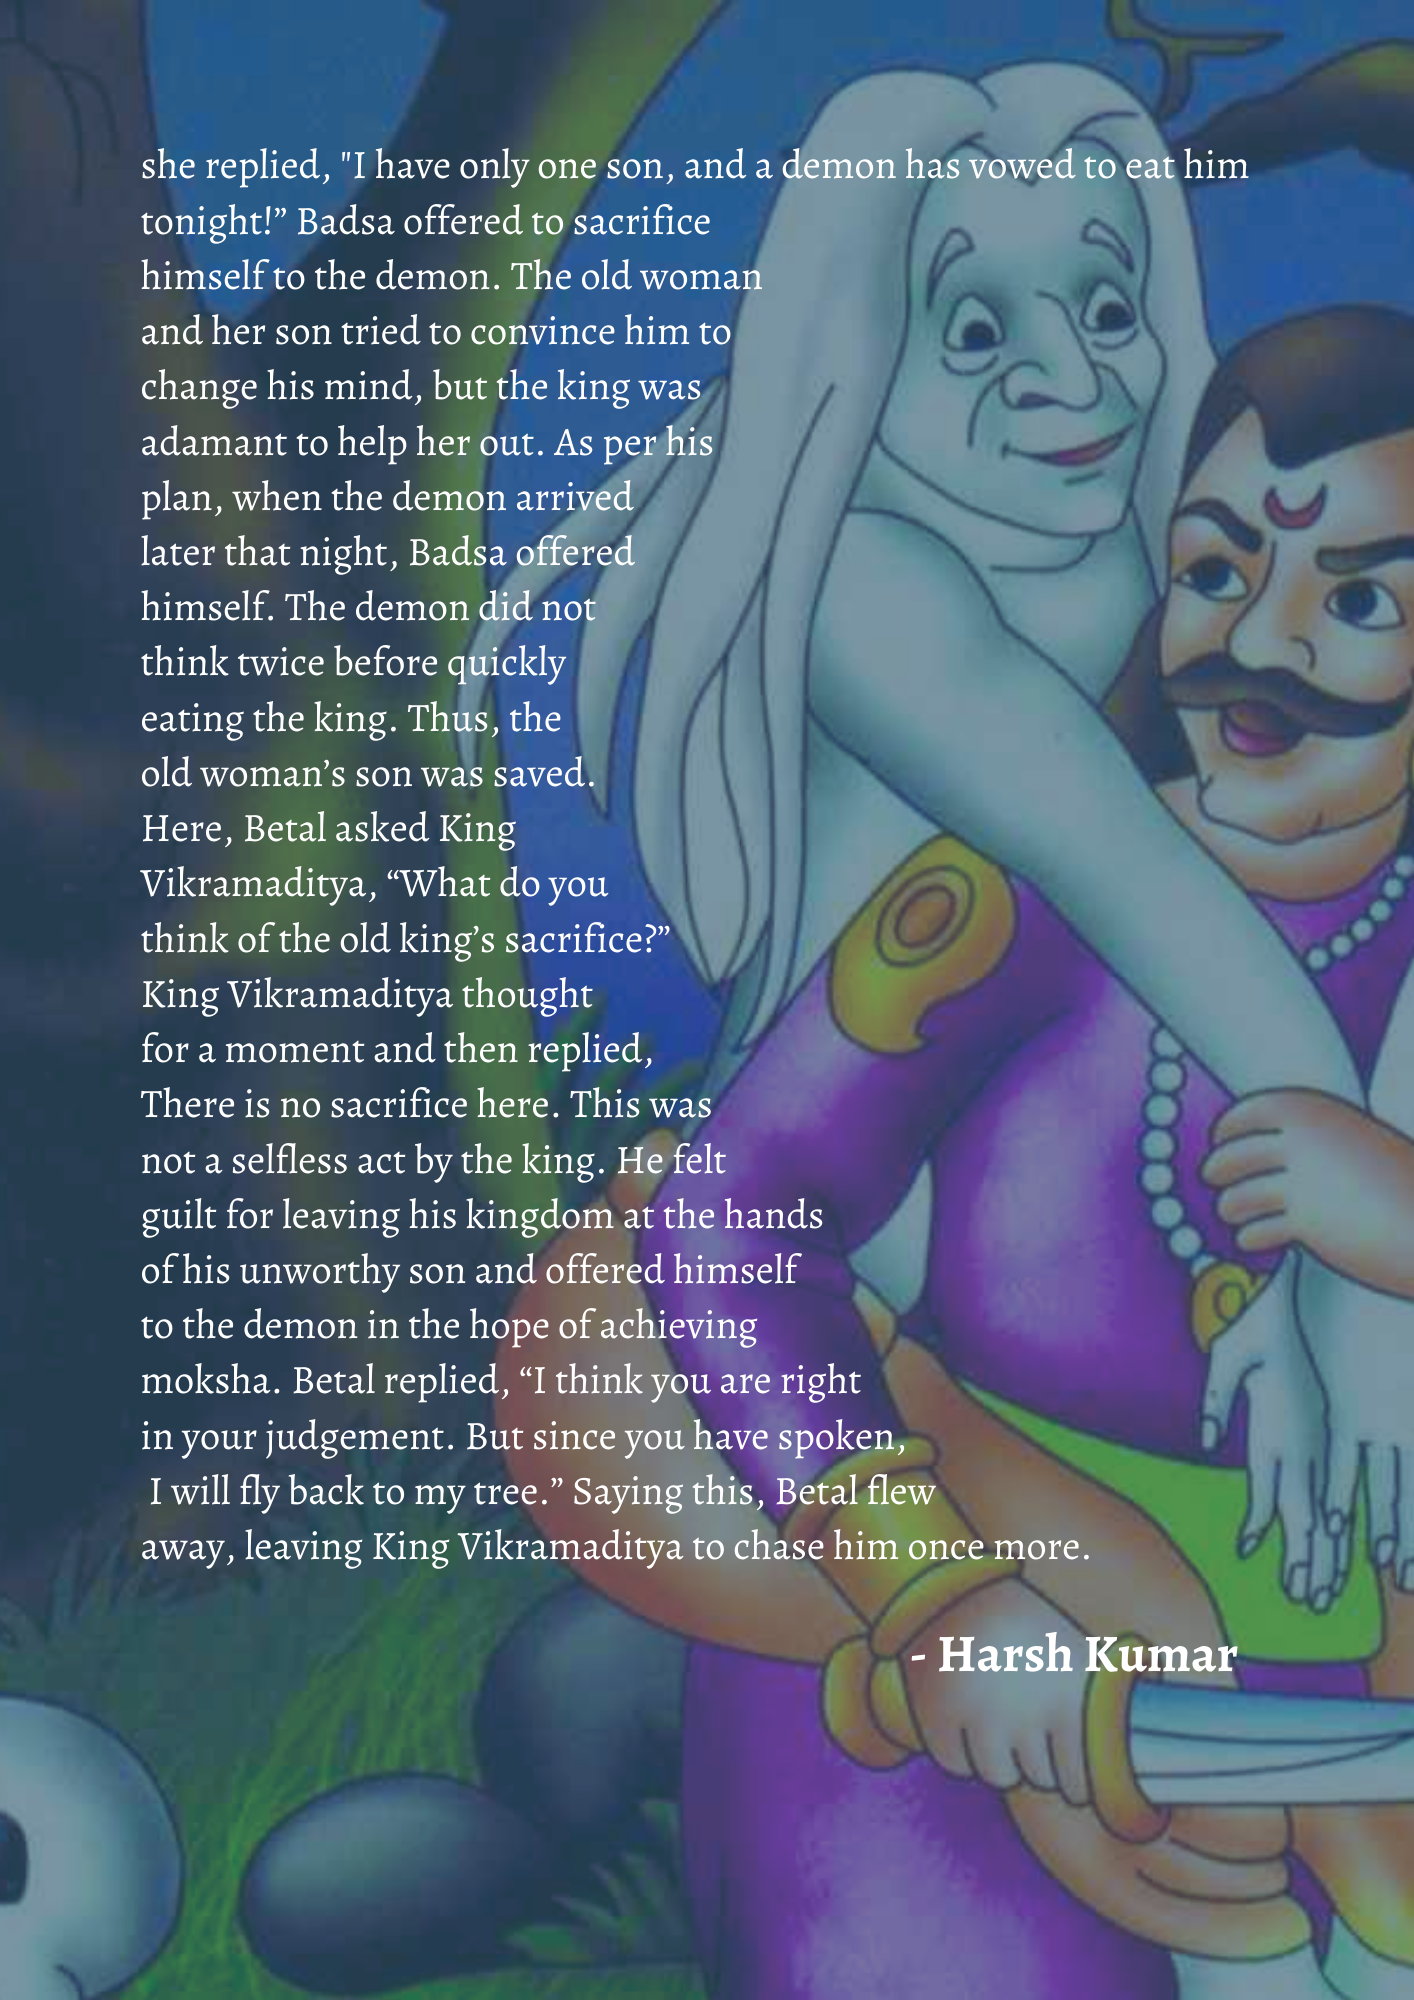 she replied, "I have only one son, and a demon has vowed to eat him
tonight!” Badsa offered to sacrifice
himself to the demon. The old woman
and her son tried to convince him to
change his mind, but the king was
adamant to help her out. As per his
plan, when the demon arrived
later that night, Badsa offered
himself. The demon did not
think twice before quickly
eating the king. Thus, the
old woman’s son was saved.
Here, Betal asked King
Vikramaditya, “What do you
think of the old king’s sacrifice?”
King Vikramaditya thought
for a moment and then replied,
There is no sacrifice here. This was
not a selfless act by the king. He felt
guilt for leaving his kingdom at the hands
of his unworthy son and offered himself
to the demon in the hope of achieving
moksha. Betal replied, “I think you are right
in your judgement. But since you have spoken,
I will fly back to my tree.” Saying this, Betal flew
away, leaving King Vikramaditya to chase him once more.
- Harsh Kumar